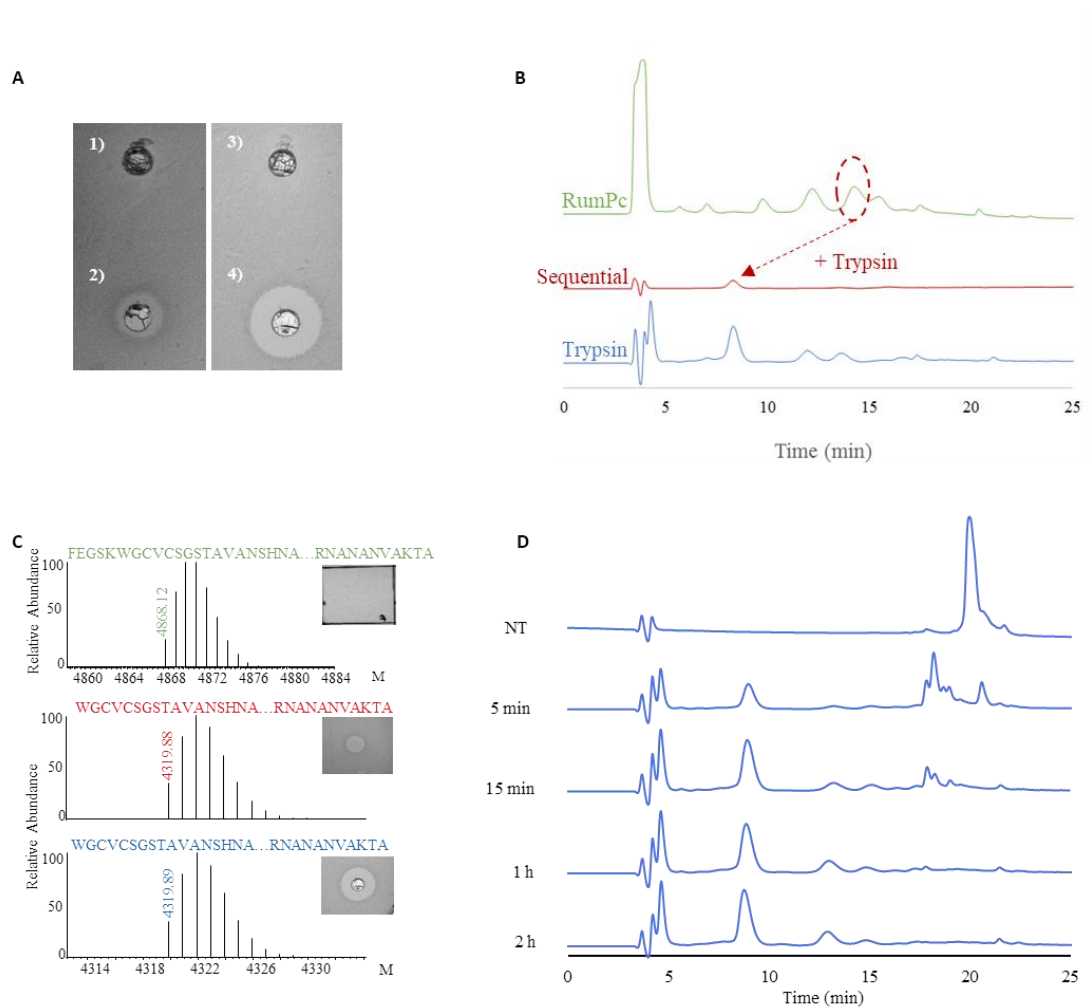 A
1)
3)
2)
4)
B
RumPc
Sequential
+ Trypsin
Trypsin
0 5 10 15 20 25
Time (min)
C
FEGSKWGCVCSGSTAVANSHNA…RNANANVAKTA
Relative Abundance
100
50
0
4868.12
4860 4864 4868 4872 4876 4880 4884 M
WGCVCSGSTAVANSHNA…RNANANVAKTA
Relative Abundance
100
50
0
4319.88
WGCVCSGSTAVANSHNA…RNANANVAKTA
100
50
0
4319.89
4314 4318 4322 4326 4330 M
D
NT
5 min
15 min
1 h
2 h
0 5 10 15 20 25
Time (min)